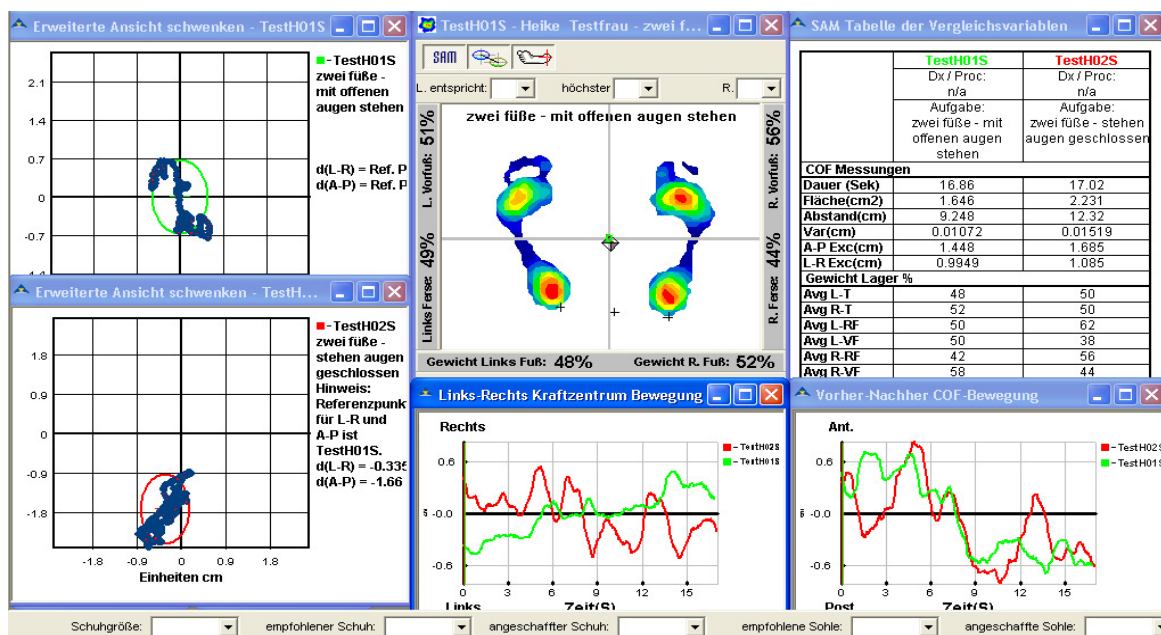 Erweiterte Ansicht schwenken - TestH01S
2.1
1.4
0.7
0
-0.7
-TestH01S
zwei füße -
mit offenen
augen stehen
d(L-R) = Ref. P
d(A-P) = Ref. P
Erweiterte Ansicht schwenken - TestH...
1.8
0.9
0
-0.9
-1.8
-1.8
-0.9
0
0.9
1.8
Einheiten cm
-TestH02S
zwei füße -
stehen augen
geschlossen
Hinweis:
Referenzpunk
für L-R und
A-P ist
TestH01S.
d(L-R) = -0.335
d(A-P) = -1.66
TestH01S - Heike Testfrau - zwei f...
SAM
L. entspricht:
höchster
R.
zwei füße - mit offenen augen stehen
L. Vorfuß: 51%
Links Ferse: 49%
R. Vorfuß: 56%
R. Ferse: 44%
Gewicht Links Fuß: 48%
Gewicht R. Fuß: 52%
SAM Tabelle der Vergleichsvariablen
TestH01S TestH02S
Dx / Proc: Dx / Proc:
n/a n/a
Aufgabe: Aufgabe:
zwei füße - mit zwei füße - stehen
offenen augen augen geschlossen
stehen
COF Messungen
Dauer (Sek) 16.86 17.02
Fläche(cm2) 1.646 2.231
Abstand(cm) 9.248 12.32
Var(cm) 0.01072 0.01519
A-P Exc(cm) 1.448 1.685
L-R Exc(cm) 0.9949 1.085
Gewicht Lager %
Avg L-T 48 50
Avg R-T 52 50
Avg L-RF 50 62
Avg L-VF 50 38
Avg R-RF 42 56
Avg R-VF 58 44
Links-Rechts Kraftzentrum Bewegung
Rechts
0.6
-0.0
-0.6
-TestH02S
-TestH01S
0 3 6 9 12 15
Links Zeit(S)
Vorher-Nachher COF-Bewegung
Ant.
0.6
-0.0
-0.6
-TestH02S
-TestH01S
0 3 6 9 12 15
Post Zeit(S)
Schuhgröße:
empfohlener Schuh:
angeschaffter Schuh:
empfohlene Sohle:
angeschaffte Sohle: